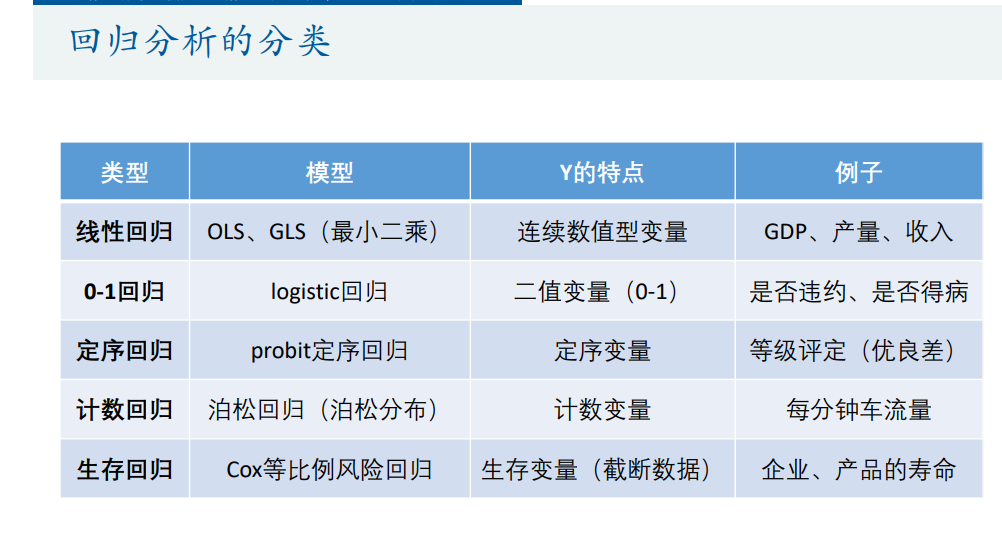 回归分析的分类
类型 模型 Y的特点 例子
线性回归 OLS、GLS（最小二乘） 连续数值型变量 GDP、产量、收入
0-1回归 logistic回归 二值变量（0-1） 是否违约、是否得病
定序回归 probit定序回归 定序变量 等级评定（优良差）
计数回归 泊松回归（泊松分布） 计数变量 每分钟车流量
生存回归 Cox等比例风险回归 生存变量（截断数据） 企业、产品的寿命